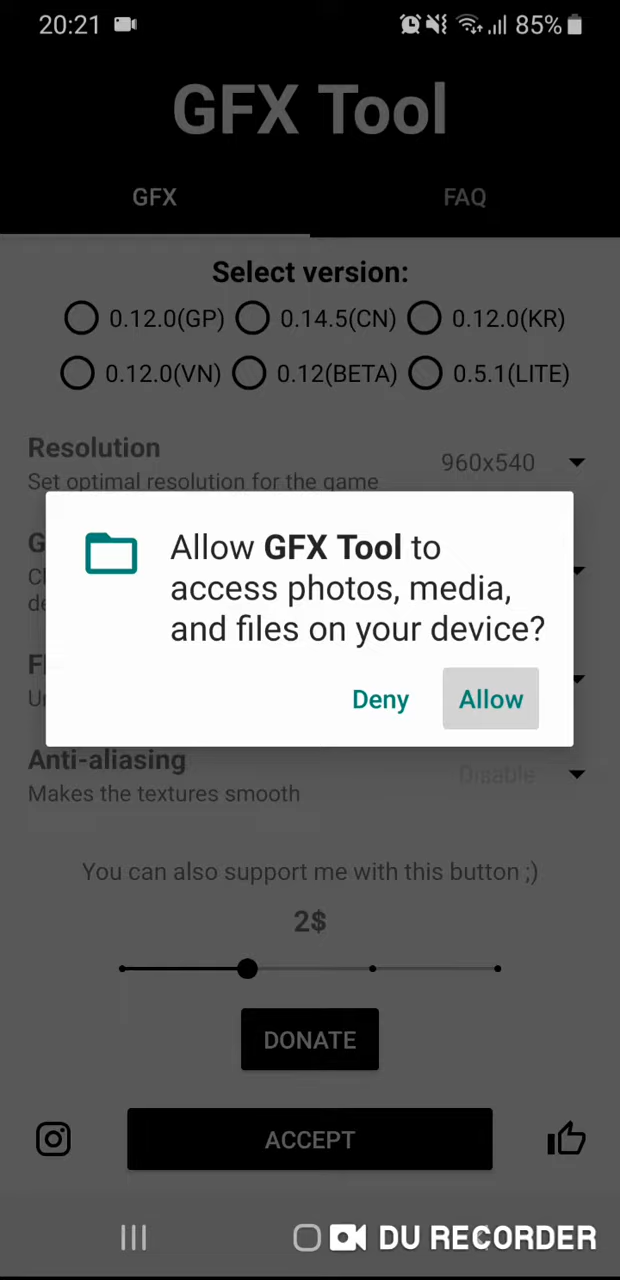 20:21 85%
GFX Tool
GFX FAQ
Select version:
0.12.0(GP) 0.14.5(CN) 0.12.0(KR)
0.12.0(VN) 0.12(BETA) 0.5.1(LITE)
Resolution
960x540
Set optimal resolution for the game
Allow GFX Tool to
access photos, media,
and files on your device?
Deny Allow
Anti-aliasing
Disable
Makes the textures smooth
You can also support me with this button ;)
2$
DONATE
ACCEPT
DU RECORDER